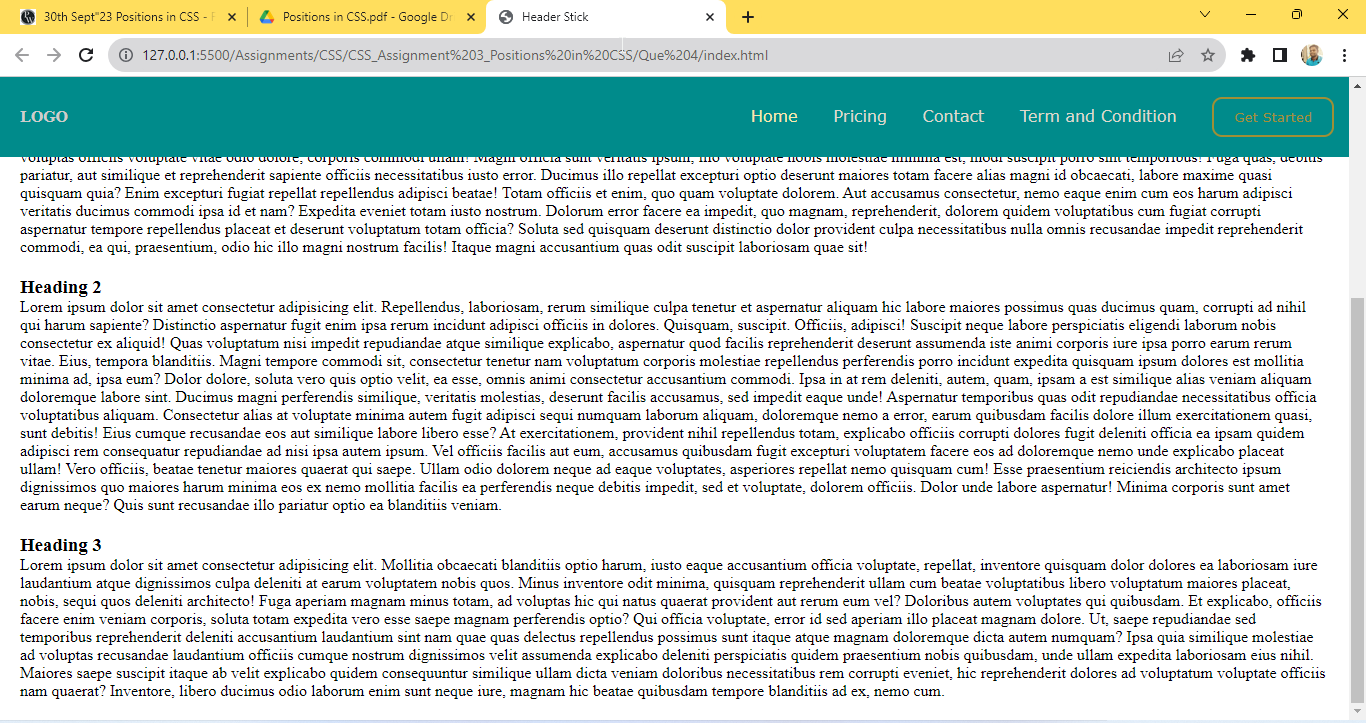 30th Sept"23 Positions in CSS -
Positions in CSS.pdf - Google Dr
Header Stick
127.0.0.1:5500/Assignments/CSS/CSS_Assignment%203_Positions%20in%20CSS/Que%204/index.html
LOGO
Home
Pricing
Contact
Term and Condition
Get Started
voluptas officiis voluptate vitae odio dolore, corporis commodi ullam! Magni officia sunt veritatis ipsum, illo voluptate nobis molestiae minima est, modi suscipit porro sint temporibus! Fuga quas, debitis
pariatur, aut similique et reprehenderit sapiente officiis necessitatibus iusto error. Ducimus illo repellat excepturi optio deserunt maiores totam facere alias magni id obcaecati, labore maxime quasi
quisquam quia? Enim excepturi fugiat repellat repellendus adipisci beatae! Totam officiis et enim, quo quam voluptate dolorem. Aut accusamus consectetur, nemo eaque enim cum eos harum adipisci
veritatis ducimus commodi ipsa id et nam? Expedita eveniet totam iusto nostrum. Dolorum error facere ea impedit, quo magnam, reprehenderit, dolorem quidem voluptatibus cum fugiat corrupti
aspernatur tempore repellendus placeat et deserunt voluptatum totam officia? Soluta sed quisquam deserunt distinctio dolor provident culpa necessitatibus nulla omnis recusandae impedit reprehenderit
commodi, ea qui, praesentium, odio hic illo magni nostrum facilis! Itaque magni accusantium quas odit suscipit laboriosam quae sit!
Heading 2
Lorem ipsum dolor sit amet consectetur adipisicing elit. Repellendus, laboriosam, rerum similique culpa tenetur et aspernatur aliquam hic labore maiores possimus quas ducimus quam, corrupti ad nihil
qui harum sapiente? Distinctio aspernatur fugit enim ipsa rerum incidunt adipisci officiis in dolores. Quisquam, suscipit. Officiis, adipisci! Suscipit neque labore perspiciatis eligendi laborum nobis
consectetur ex aliquid! Quas voluptatum nisi impedit repudiandae atque similique explicabo, aspernatur quod facilis reprehenderit deserunt assumenda iste animi corporis iure ipsa porro earum rerum
vitae. Eius, tempora blanditiis. Magni tempore commodi sit, consectetur tenetur nam voluptatum corporis molestiae repellendus perferendis porro incidunt expedita quisquam ipsum dolores est mollitia
minima ad, ipsa eum? Dolor dolore, soluta vero quis optio velit, ea esse, omnis animi consectetur accusantium commodi. Ipsa in at rem deleniti, autem, quam, ipsam a est similique alias veniam aliquam
doloremque labore sint. Ducimus magni perferendis similique, veritatis molestias, deserunt facilis accusamus, sed impedit eaque unde! Aspernatur temporibus quas odit repudiandae necessitatibus officia
voluptatibus aliquam. Consectetur alias at voluptate minima autem fugit adipisci sequi numquam laborum aliquam, doloremque nemo a error, earum quibusdam facilis dolore illum exercitationem quasi,
sunt debitis! Eius cumque recusandae eos aut similique labore libero esse? At exercitationem, provident nihil repellendus totam, explicabo officiis corrupti dolores fugit deleniti officia ea ipsam quidem
adipisci rem consequatur repudiandae ad nisi ipsa autem ipsum. Vel officiis facilis aut eum, accusamus quibusdam fugit excepturi voluptatem facere eos ad doloremque nemo unde explicabo placeat
ullam! Vero officiis, beatae tenetur maiores quaerat qui saepe. Ullam odio dolorem neque ad eaque voluptates, asperiores repellat nemo quisquam cum! Esse praesentium reiciendis architecto ipsum
dignissimos quo maiores harum minima eos ex nemo mollitia facilis ea perferendis neque debitis impedit, sed et voluptate, dolorem officiis. Dolor unde labore aspernatur! Minima corporis sunt amet
earum neque? Quis sunt recusandae illo pariatur optio ea blanditiis veniam.
Heading 3
Lorem ipsum dolor sit amet consectetur adipisicing elit. Mollitia obcaecati blanditiis optio harum, iusto eaque accusantium officia voluptate, repellat, inventore quisquam dolor dolores ea laboriosam iure
laudantium atque dignissimos culpa deleniti at earum voluptatem nobis quos. Minus inventore odit minima, quisquam reprehenderit ullam cum beatae voluptatibus libero voluptatum maiores placeat,
nobis, sequi quos deleniti architecto! Fuga aperiam magnam minus totam, ad voluptas hic qui natus quaerat provident aut rerum eum vel? Doloribus autem voluptates qui quibusdam. Et explicabo, officiis
facere enim veniam corporis, soluta totam expedita vero esse saepe magnam perferendis optio? Qui officia voluptate, error id sed aperiam illo placeat magnam dolore. Ut, saepe repudiandae sed
temporibus reprehenderit deleniti accusantium laudantium sint nam quae quas delectus repellendus possimus sunt itaque atque magnam doloremque dicta autem numquam? Ipsa quia similique molestiae
ad voluptas recusandae laudantium officiis cumque nostrum dignissimos velit assumenda explicabo deleniti perspiciatis quidem praesentium nobis quibusdam, unde ullam expedita laboriosam eius nihil.
Maiores saepe suscipit itaque ab velit explicabo quidem consequuntur similique ullam dicta veniam doloribus necessitatibus rem corrupti eveniet, hic reprehenderit dolores ad voluptatum voluptate officiis
nam quaerat? Inventore, libero ducimus odio laborum enim sunt neque iure, magnam hic beatae quibusdam tempore blanditiis ad ex, nemo cum.